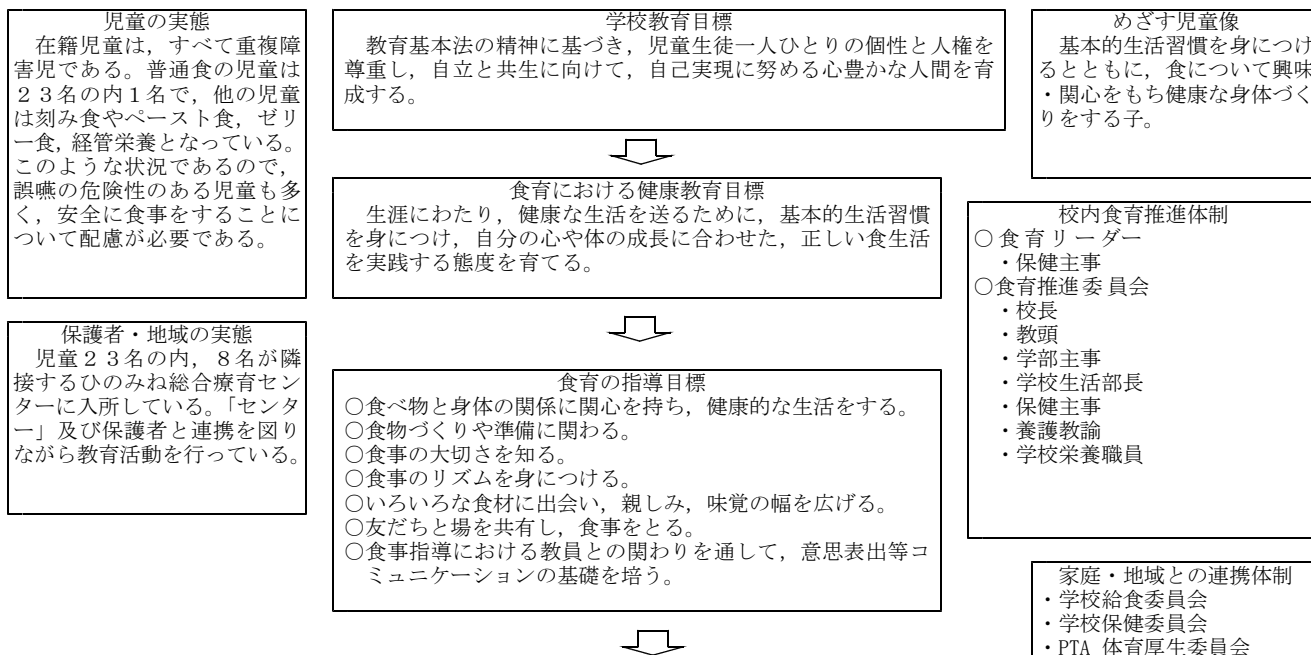 児童の実態
在籍児童は，すべて重複障
害児である。普通食の児童は
２３名の内１名で，他の児童
は刻み食やペースト食，ゼリ
ー食，経管栄養となっている。
このような状況であるので，
誤嚥の危険性のある児童も多
く，安全に食事をすることに
ついて配慮が必要である。
保護者・地域の実態
児童２３名の内，８名が隣
接するひのみね総合療育セン
ターに入所している。「センタ
ー」及び保護者と連携を図り
ながら教育活動を行っている。
学校教育目標
教育基本法の精神に基づき，児童生徒一人ひとりの個性と人権を
尊重し，自立と共生に向けて，自己実現に努める心豊かな人間を育
成する。
食育における健康教育目標
生涯にわたり，健康な生活を送るために，基本的生活習慣
を身につけ，自分の心や体の成長に合わせた，正しい食生活
を実践する態度を育てる。
食育の指導目標
○食べ物と身体の関係に関心を持ち，健康的な生活をする。
○食物づくりや準備に関わる。
○食事の大切さを知る。
○食事のリズムを身につける。
○いろいろな食材に出会い，親しみ，味覚の幅を広げる。
○友だちと場を共有し，食事をとる。
○食事指導における教員との関わりを通して，意思表出等コ
ミュニケーションの基礎を培う。
めざす児童像
基本的生活習慣を身につけ
るとともに，食について興味
・関心をもち健康な身体づく
りをする子。
校内食育推進体制
○食育リーダー
・保健主事
○食育推進委員会
・校長
・教頭
・学部主事
・学校生活部長
・保健主事
・養護教諭
・学校栄養職員
家庭・地域との連携体制
・学校給食委員会
・学校保健委員会
・PTA 体育厚生委員会